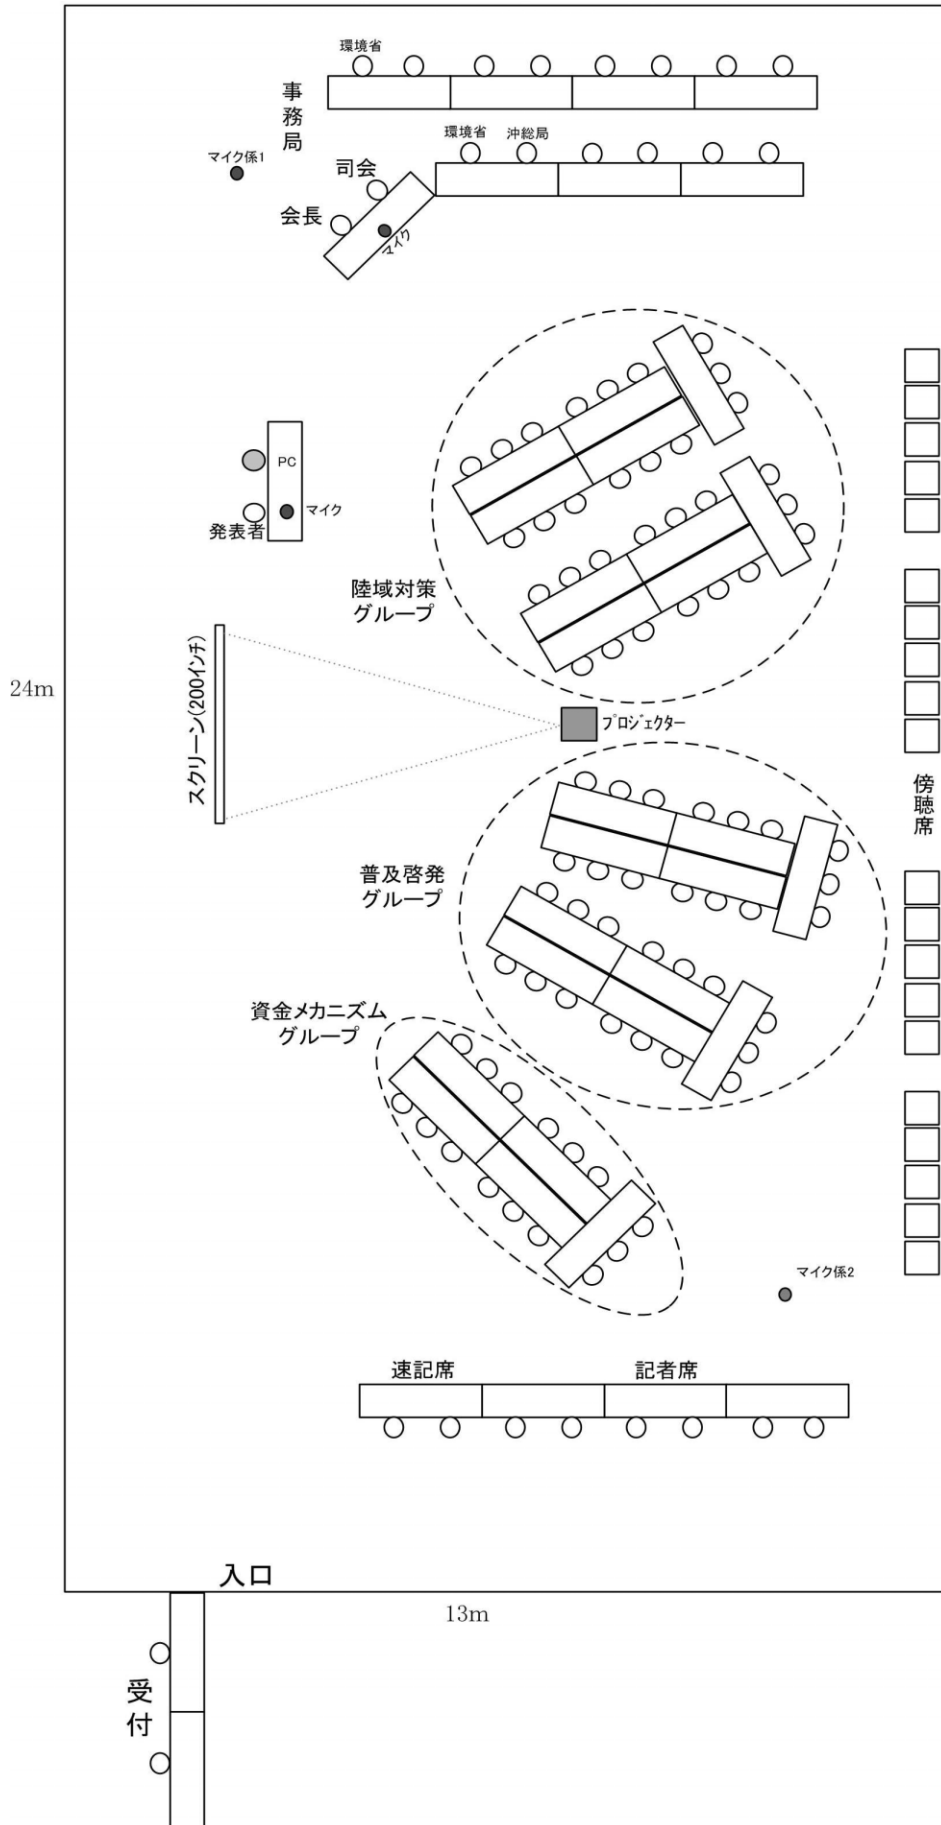 環境省
事務局
環境省
沖総局
マイク係1
司会
会長
マイク
PC
マイク
発表者
陸域対策
グループ
スクリーン(200インチ)
24m
プロジェクター
傍聴席
普及啓発
グループ
資金メカニズム
グループ
マイク係2
速記席
記者席
入口
13m
受付